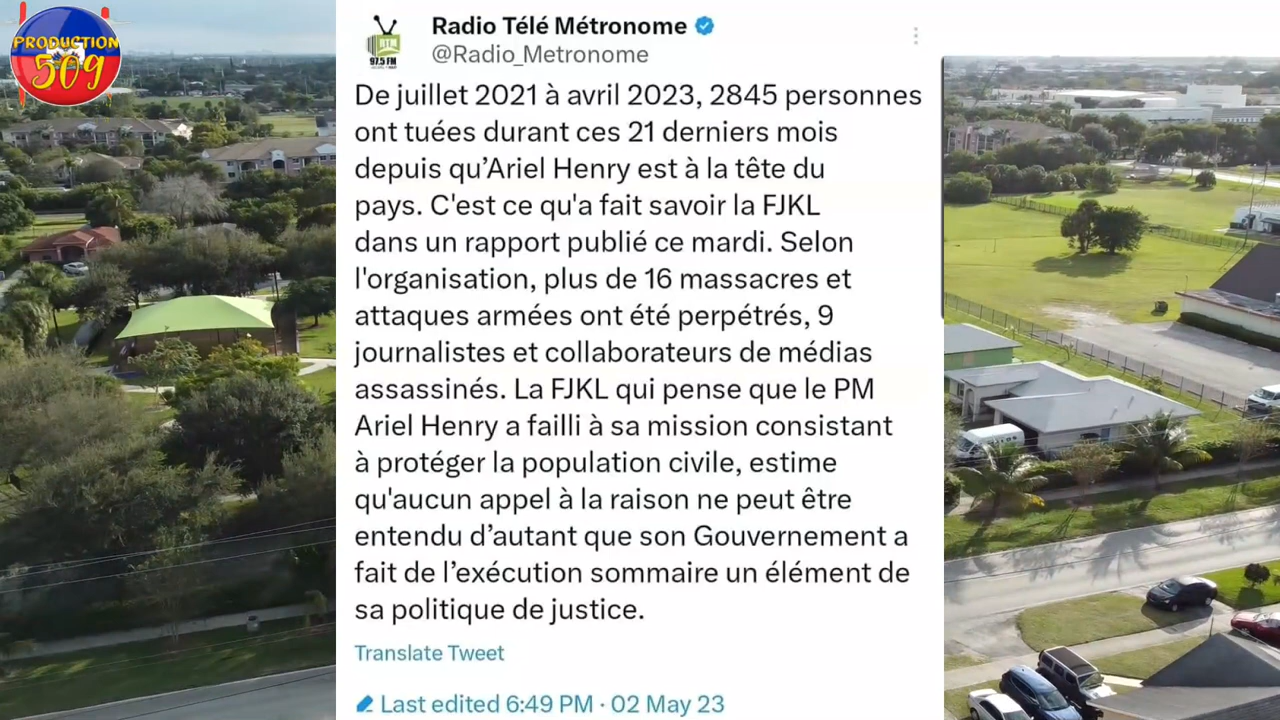 PRODUCTION
509
Radio Télé Métronome
@Radio_Metronome
RTM
97.5 FM
De juillet 2021 à avril 2023, 2845 personnes
ont tuées durant ces 21 derniers mois
depuis qu’Ariel Henry est à la tête du
pays. C'est ce qu'a fait savoir la FJKL
dans un rapport publié ce mardi. Selon
l'organisation, plus de 16 massacres et
attaques armées ont été perpétrés, 9
journalistes et collaborateurs de médias
assassinés. La FJKL qui pense que le PM
Ariel Henry a failli à sa mission consistant
à protéger la population civile, estime
qu'aucun appel à la raison ne peut être
entendu d’autant que son Gouvernement a
fait de l’exécution sommaire un élément de
sa politique de justice.
Translate Tweet
Last edited 6:49 PM · 02 May 23